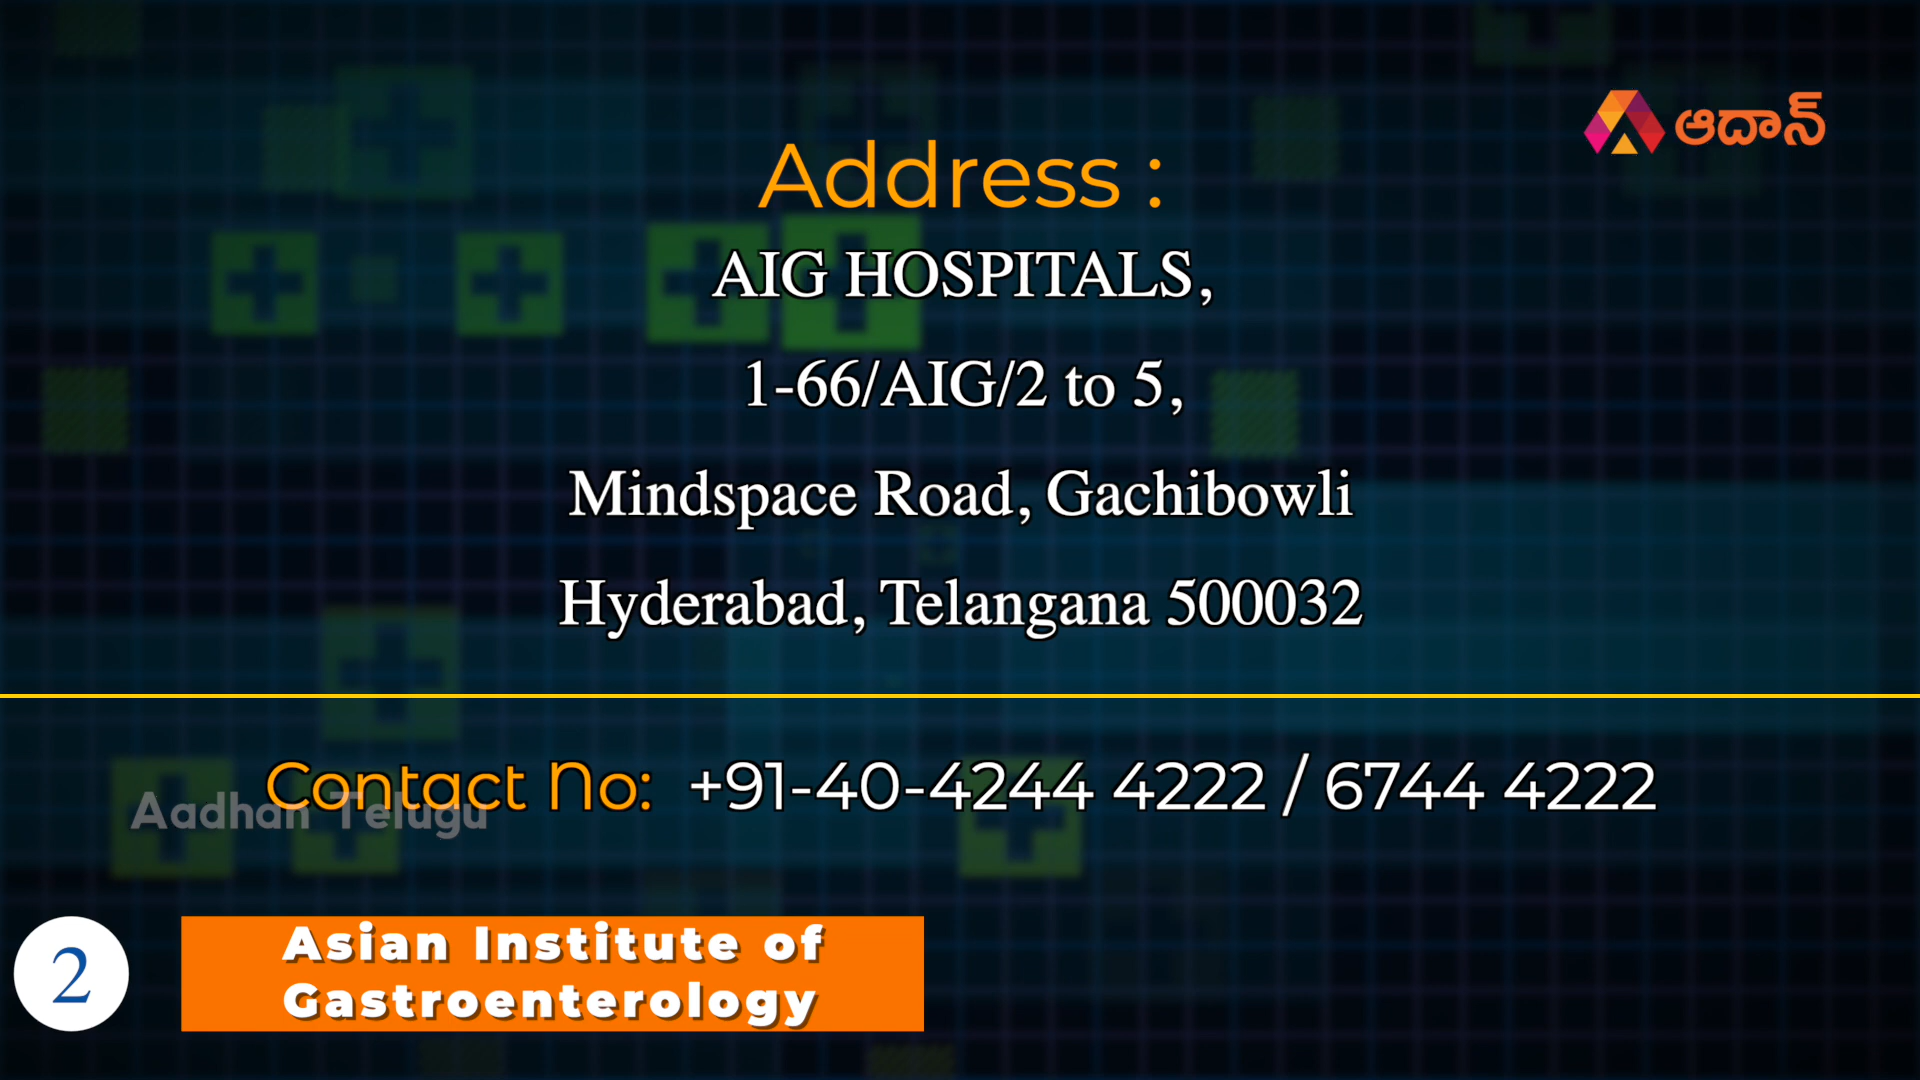 ఆదాన్
Address :
AIG HOSPITALS,
1-66/AIG/2 to 5,
Mindspace Road, Gachibowli
Hyderabad, Telangana 500032
Contact No: +91-40-4244 4222 / 6744 4222
Aadhan Telugu
2
Asian Institute of
Gastroenterology